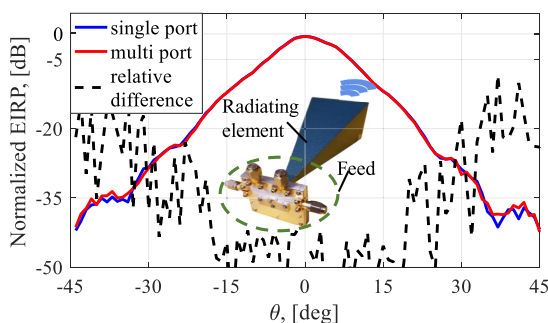 Normalized EIRP, [dB]
0
-5
-20
-35
-50
single port
multi port
relative
difference
Radiating
element
Feed
-45
-30
-15
0
15
30
45
θ, [deg]